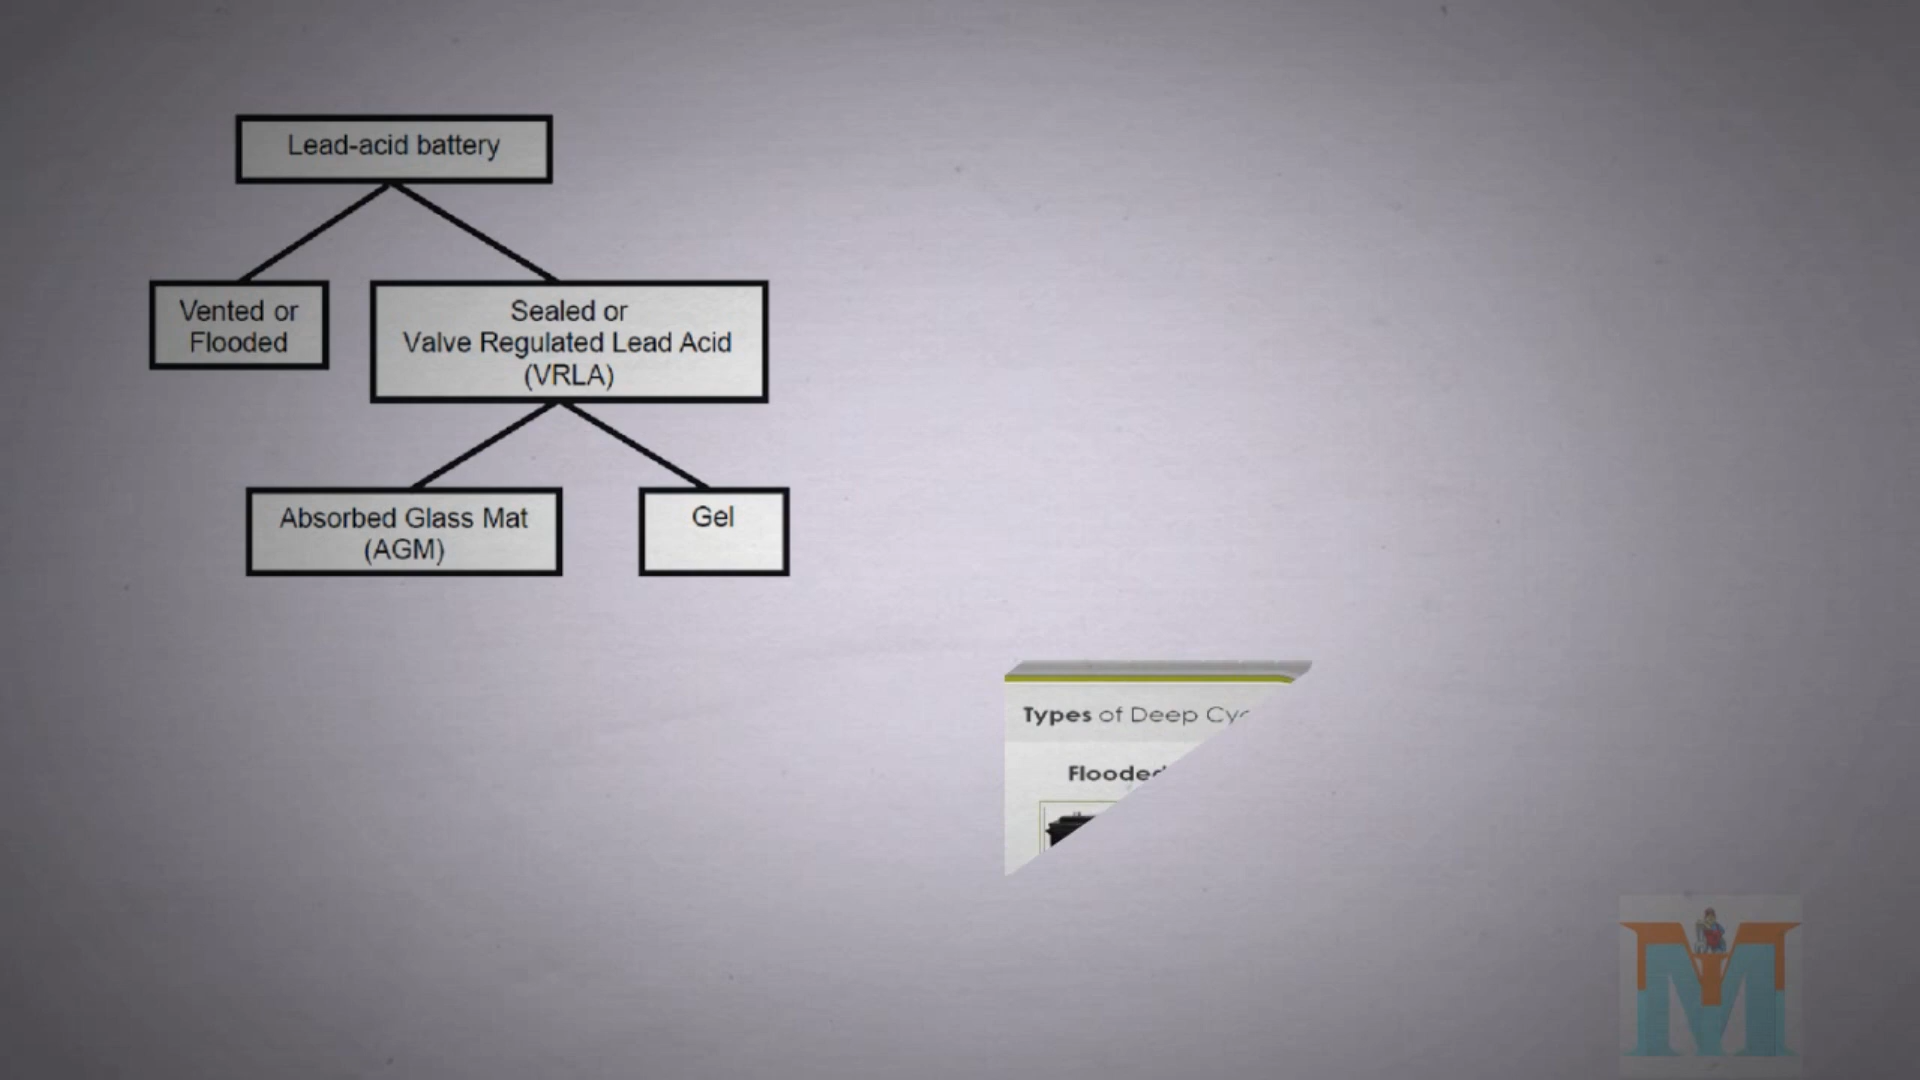 Lead-acid battery
Vented or
Flooded
Sealed or
Valve Regulated Lead Acid
(VRLA)
Absorbed Glass Mat
(AGM)
Gel
Types of Deep
Flooded